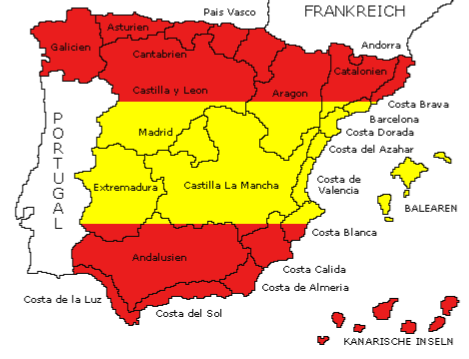 Pais Vasco
FRANKREICH
Asturien
Galicien
Cantabrien
Andorra
Catalonien
Castilla y Leon
Aragon
Costa Brava
Barcelona
Costa Dorada
Costa del Azahar
PORTUGAL
Madrid
Extremadura
Castilla La Mancha
Costa de
Valencia
BALEAREN
Costa Blanca
Andalusien
Costa Calida
Costa de Almeria
Costa de la Luz
Costa del Sol
KANARISCHE INSELN